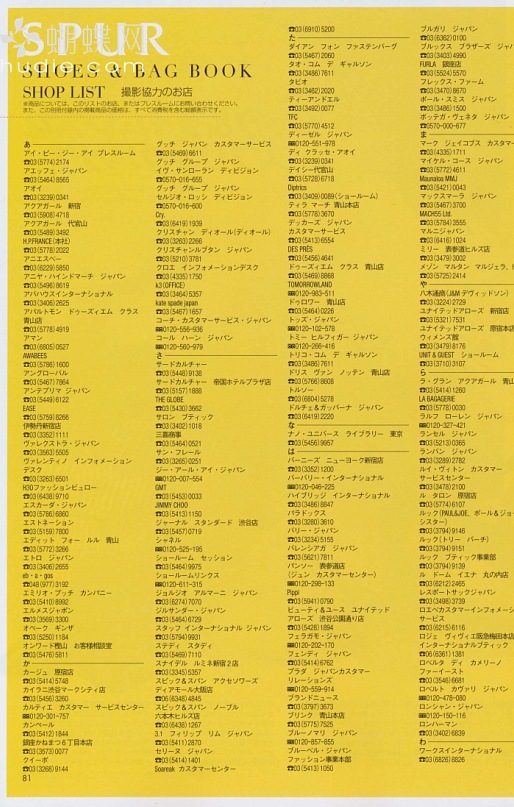 SPUR
SHOES & BAG BOOK
SHOP LIST 撮影協力のお店
※商品については、このリストのお店、またはプレスルームにお問い合わせください。
また、この別冊付録内の掲載商品の価格は、すべて消費税を含む総額表示です。
あ
アイ・ビー・ジー・アイ プレスルーム
☎03(5774)2174
アエッフェ・ジャパン
☎03(5464)8565
アオイ
☎03(3239)0341
アクアガール 新宿
☎03(5908)4718
アクアガール 代官山
☎03(5489)3492
H.P.FRANCE(本社)
☎03(5778)2022
アニエスベー
☎03(6229)5850
アニヤ・ハインドマーチ ジャパン
☎03(5496)8619
アバハウスインターナショナル
☎03(3406)2625
アパルトモン ドゥーズィエム クラス
青山店
☎03(5778)4919
アマン
☎03(6805)0527
AWABEES
☎03(5786)1600
アングローバル
☎03(5467)7864
アンテプリマ ジャパン
☎03(5449)6122
EASE
☎03(5759)8266
伊勢丹新宿店
☎03(3352)1111
ヴァレクストラ・ジャパン
☎03(3563)5505
ヴァレンティノ インフォメーション
デスク
☎03(3263)6501
H3Oファッションビュロー
☎03(6438)9710
エスカーダ・ジャパン
☎03(5786)6860
エストネーション
☎03(5159)7800
エディット フォー ルル 青山
☎03(5772)3266
エトロ ジャパン
☎03(3406)2655
eb・a・gos
☎048(977)3192
エミリオ・プッチ カンパニー
☎03(5410)8992
エルメスジャポン
☎03(3569)3300
オペーク ギンザ
☎03(5250)1184
オンワード樫山 お客様相談室
☎03(5476)5811
か
カージュ 原宿店
☎03(5414)5748
カイラニ渋谷マークシティ店
☎03(5456)3260
カルティエ カスタマー サービスセンター
0120-301-757
カンペール
☎03(5412)1844
銀座かねまつ6丁目本店
☎03(3573)0077
クイーポ
☎03(3268)9144
グッチ ジャパン カスタマーサービス
☎03(5469)6611
グッチ グループ ジャパン
イヴ・サンローラン ディビジョン
☎0570-016-655
グッチ グループ ジャパン
セルジオ・ロッシ ディビジョン
☎0570-016-600
Cry.
☎03(6419)1939
クリスチャン ディオール(ディオール)
☎03(3263)2266
クリスチャンルブタン ジャパン
☎03(5210)3781
クロエ インフォメーションデスク
☎03(4335)1750
k3 (OFFICE)
☎03(3464)5357
kate spade japan
☎03(5467)1657
コーチ・カスタマーサービス・ジャパン
0120-556-936
コール ハーン ジャパン
0120-560-979
さ
サードカルチャー
☎03(5448)9138
サードカルチャー 帝国ホテルプラザ店
☎03(5157)1888
THE GLOBE
☎03(5430)3662
サロン ブティック
☎03(3402)1018
三喜商事
☎03(5464)0521
サン・フレール
☎03(3265)0251
ジー・アール・アイ・ジャパン
0120-007-554
GMT
☎03(5453)0033
JIMMY CHOO
☎03(5413)1150
ジャーナル スタンダード 渋谷店
☎03(5457)0719
シャネル
0120-525-195
ショールーム セッション
☎03(5464)9975
ショールームリンクス
0120-611-315
ジョルジオ アルマーニ ジャパン
☎03(6274)7070
ジルサンダー・ジャパン
☎03(5464)6729
スタッフ インターナショナル ジャパン
☎03(5794)9931
ステディ スタディ
☎03(5469)7110
スナイデル ルミネ新宿2店
☎03(3345)5357
スピック&スパン アクセソワーズ
ディアモール大阪店
☎06(6348)4845
スピック&スパン ノーブル
六本木ヒルズ店
☎03(6438)1267
3.1 フィリップ リム ジャパン
☎03(5411)2870
セリーヌ ジャパン
☎03(5414)1401
Soareak カスタマーセンター
☎03(6910)5200
た
ダイアン フォン ファステンバーグ
☎03(5467)2060
タオ・コム デ ギャルソン
☎03(3486)7611
タビオ
☎03(3462)2020
ティーアンドエル
☎03(3492)0077
TFC
☎03(5770)4512
ディーゼル ジャパン
0120-551-978
ディ クラッセ・アオイ
☎03(3239)0341
デイシー代官山
☎03(5728)6718
Diptrics
☎03(3409)0089(ショールーム)
ティラ マーチ 青山本店
☎03(5778)3670
デッカーズ ジャパン
カスタマーサービス
☎03(5413)6554
DES PRÉS
☎03(5456)4641
ドゥーズィエム クラス 青山店
☎03(5469)8868
TOMORROWLAND
0120-983-511
ドゥロワー 青山店
☎03(5464)0226
トッズ・ジャパン
0120-102-578
トミー ヒルフィガー ジャパン
0120-266-416
トリコ・コム デ ギャルソン
☎03(3486)7611
ドリス ヴァン ノッテン 青山店
☎03(5766)8608
トルソー
☎03(6804)5278
ドルチェ&ガッバーナ ジャパン
☎03(6419)2220
な
ナノ・ユニバース ライブラリー 東京
☎03(5456)9957
は
バーニーズ ニューヨーク新宿店
☎03(3352)1200
バーバリー・インターナショナル
0120-046-225
ハイブリッジ インターナショナル
☎03(3486)8847
パラドックス
☎03(3280)3610
バリー・ジャパン
☎03(3234)5155
バレンシアガ ジャパン
☎03(5621)7811
バンソー 表参道店
(ジュン カスタマーセンター)
0120-298-133
Pippi
☎03(5941)0790
ビューティ&ユース ユナイテッド
アローズ 渋谷公園通り店
☎03(5428)1894
フェラガモ・ジャパン
0120-202-170
フェンディ ジャパン
☎03(5414)6762
プラダ ジャパンカスタマー
リレーションズ
0120-559-914
ブランドニュース
☎03(3797)3673
ブリンク 青山本店
☎03(5775)7525
ブルーノマリ ジャパン
0120-857-855
ブルーベル・ジャパン
ファッション事業本部
☎03(5413)1050
ブルガリ ジャパン
☎03(6362)0100
ブルックス ブラザーズ ジャパ
☎03(3403)4990
FURLA 銀座店
☎03(5524)5570
フレックス・ファーム
☎03(3470)8670
ポール・スミス ジャパン
☎03(3486)1500
ボッテガ・ヴェネタ ジャパン
☎0570-000-677
ま
マーク ジェイコブス カスタマー
☎03(4335)1711
マイケル・コース ジャパン
☎03(5772)4611
Maunaloa MMJ
☎03(5421)0043
マックスマーラ ジャパン
☎03(5467)3700
MACH55 Ltd.
☎03(5784)3555
マルニジャパン
☎03(6416)1024
ミリー 表参道ヒルズ店
☎03(3479)3002
メゾン マルタン マルジェラ、
☎03(5725)2414
や
八木通商(J&M デヴィッドソン)
☎03(3224)2729
ユナイテッドアローズ 新宿店
☎03(5321)7531
ユナイテッドアローズ 原宿本店
ウィメンズ館
☎03(3479)8176
UNIT & GUEST ショールーム
☎03(3710)3107
ら
ラ・グラン アクアガール 青山
☎03(5414)1260
LA BAGAGERIE
☎03(5778)0030
ラルフ ローレン ジャパン
0120-327-421
ランセル ジャパン
☎03(5213)0365
ランバン ジャパン
☎03(3289)2782
ルイ・ヴィトン カスタマー
サービスセンター
☎03(3478)2100
ル タロン 原宿店
☎03(5774)6107
ルック(PAUL&JOE、ポール&ジョー
シスター)
☎03(3794)9146
ルック(トリー バーチ)
☎03(3794)9151
ルック ブティック事業部
☎03(3794)9139
ル ドーム イエナ 丸の内店
☎03(6212)2465
レスポートサックジャパン
☎03(3498)3739
ロエベカスタマーインフォメーショ
サービス
☎03(6215)6116
ロジェ ヴィヴィエ阪急梅田本店
インターナショナルブティック
☎06(6361)1381
ロベルタ ディ カメリーノ
ファーイースト
☎03(3546)6681
ロベルト カヴァリ ジャパン
0120-478-080
ロンシャン・ジャパン
0120-150-116
ロンハーマン
☎03(3402)6839
わ
ワークスインターナショナル
☎03(6826)8826
81